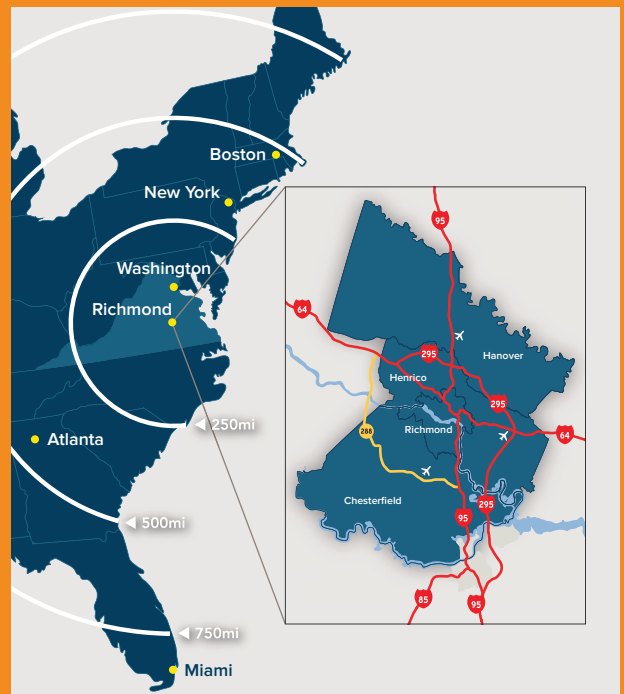 Boston
New York
Washington
Richmond
250mi
Atlanta
500mi
750mi
Miami
95
64
295
Hanover
Henrico
295
Richmond
64
288
Chesterfield
295
95
85
95